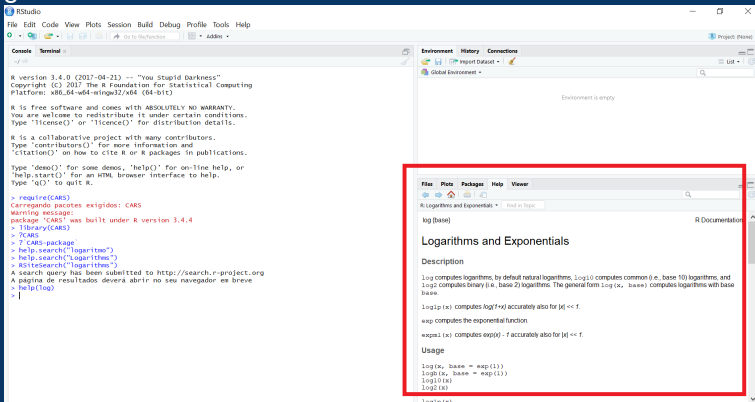 RStudio
File Edit Code View Plots Session Build Debug Profile Tools Help
Go to file/function Addins
Project: (None)
Console Terminal
R version 3.4.0 (2017-04-21) -- "You Stupid Darkness"
Copyright (C) 2017 The R Foundation for Statistical Computing
Platform: x86_64-w64-mingw32/x64 (64-bit)
R is free software and comes with ABSOLUTELY NO WARRANTY.
You are welcome to redistribute it under certain conditions.
Type 'license()' or 'licence()' for distribution details.
R is a collaborative project with many contributors.
Type 'contributors()' for more information and
'citation()' on how to cite R or R packages in publications.
Type 'demo()' for some demos, 'help()' for on-line help, or
'help.start()' for an HTML browser interface to help.
Type 'q()' to quit R.
> require(CARS)
Carregando pacotes exigidos: CARS
Warning message:
package 'CARS' was built under R version 3.4.4
> library(CARS)
> ?CARS
> ?`CARS-package`
> help.search("logaritmo")
> help.search("Logarithms")
> RSiteSearch("logarithms")
A search query has been submitted to http://search.r-project.org
A página de resultados deverá abrir no seu navegador em breve
> help(log)
>
Environment History Connections
Import Dataset List
Global Environment
Environment is empty
Files Plots Packages Help Viewer
R: Logarithms and Exponentials Find in Topic
log {base} R Documentation
Logarithms and Exponentials
Description
log computes logarithms, by default natural logarithms, log10 computes common (i.e., base 10) logarithms, and
log2 computes binary (i.e., base 2) logarithms. The general form log(x, base) computes logarithms with base
base.
log1p(x) computes log(1+x) accurately also for |x| << 1.
exp computes the exponential function.
expm1(x) computes exp(x) - 1 accurately also for |x| << 1.
Usage
log(x, base = exp(1))
logb(x, base = exp(1))
log10(x)
log2(x)
log1p(x)